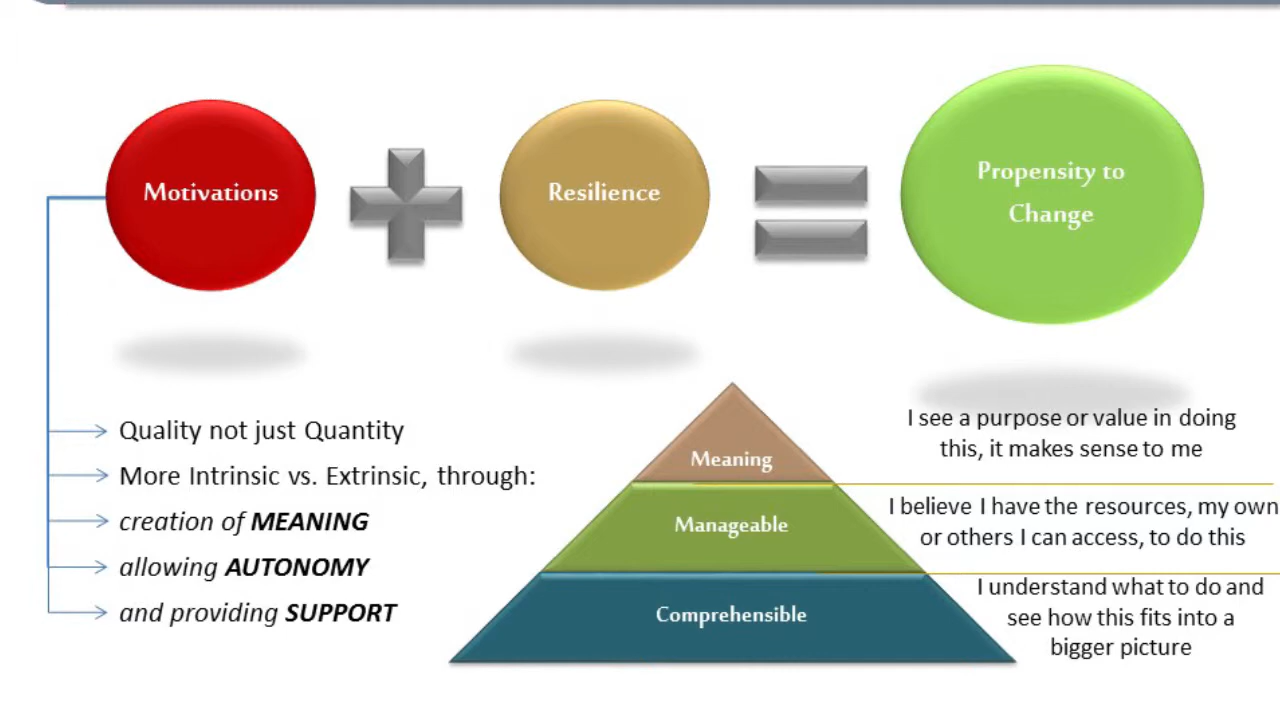 Motivations
Resilience
Propensity to
Change
Quality not just Quantity
More Intrinsic vs. Extrinsic, through:
creation of MEANING
allowing AUTONOMY
and providing SUPPORT
Meaning
Manageable
Comprehensible
I see a purpose or value in doing
this, it makes sense to me
I believe I have the resources, my own
or others I can access, to do this
I understand what to do and
see how this fits into a
bigger picture